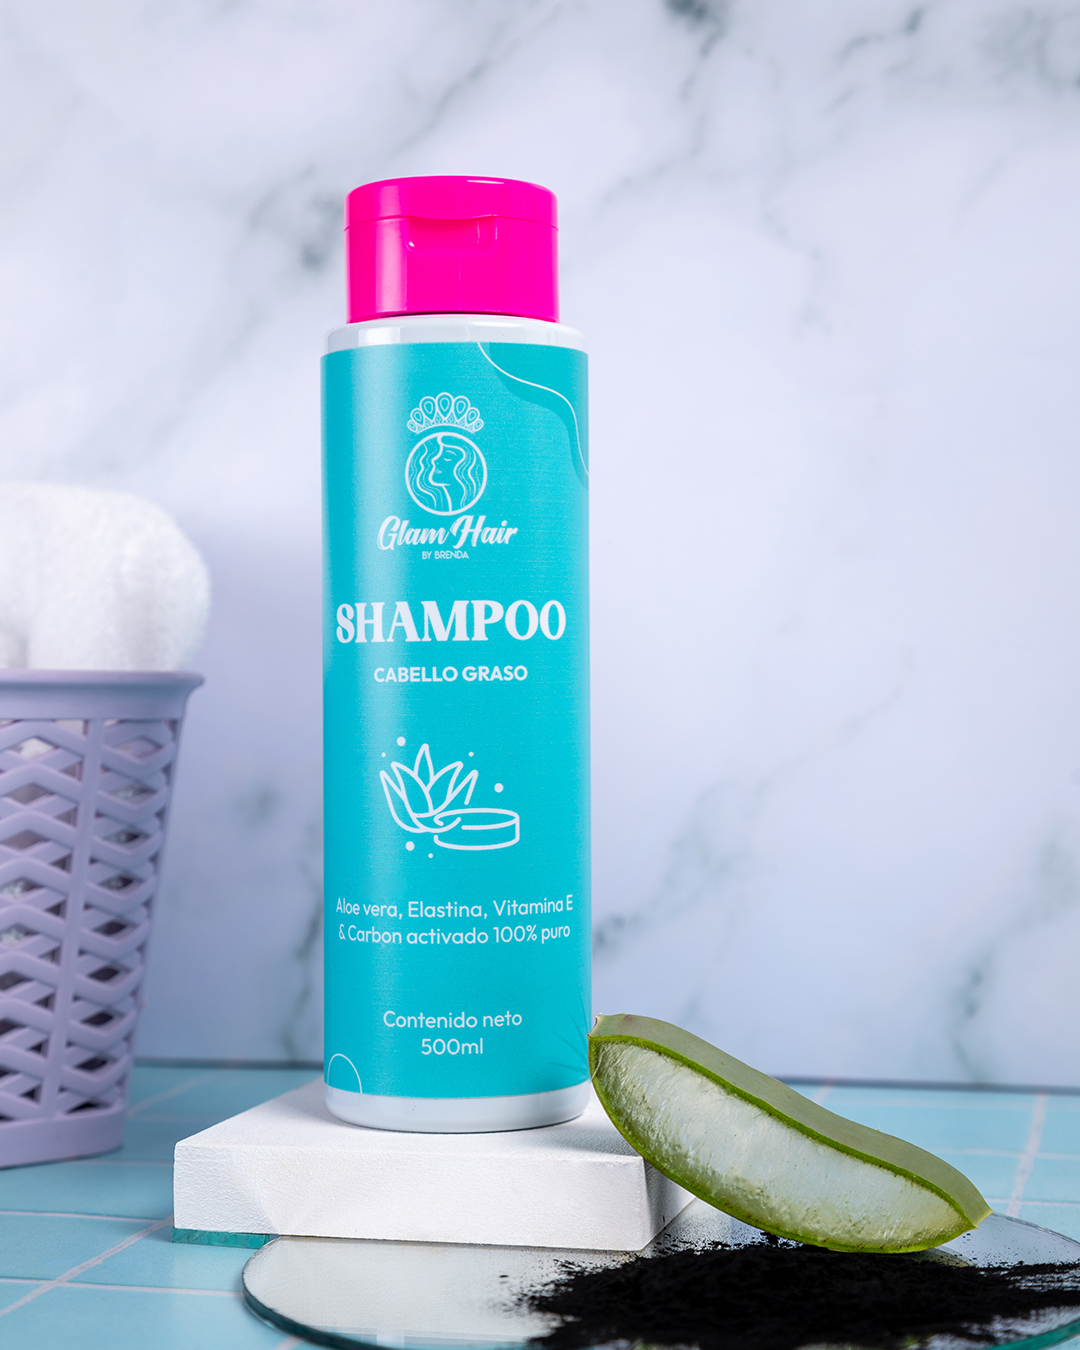 Glam Hair
BY BRENDA
SHAMPOO
CABELLO GRASO
Aloe vera, Elastina, Vitamina E
& Carbon activado 100% puro
Contenido neto
500ml